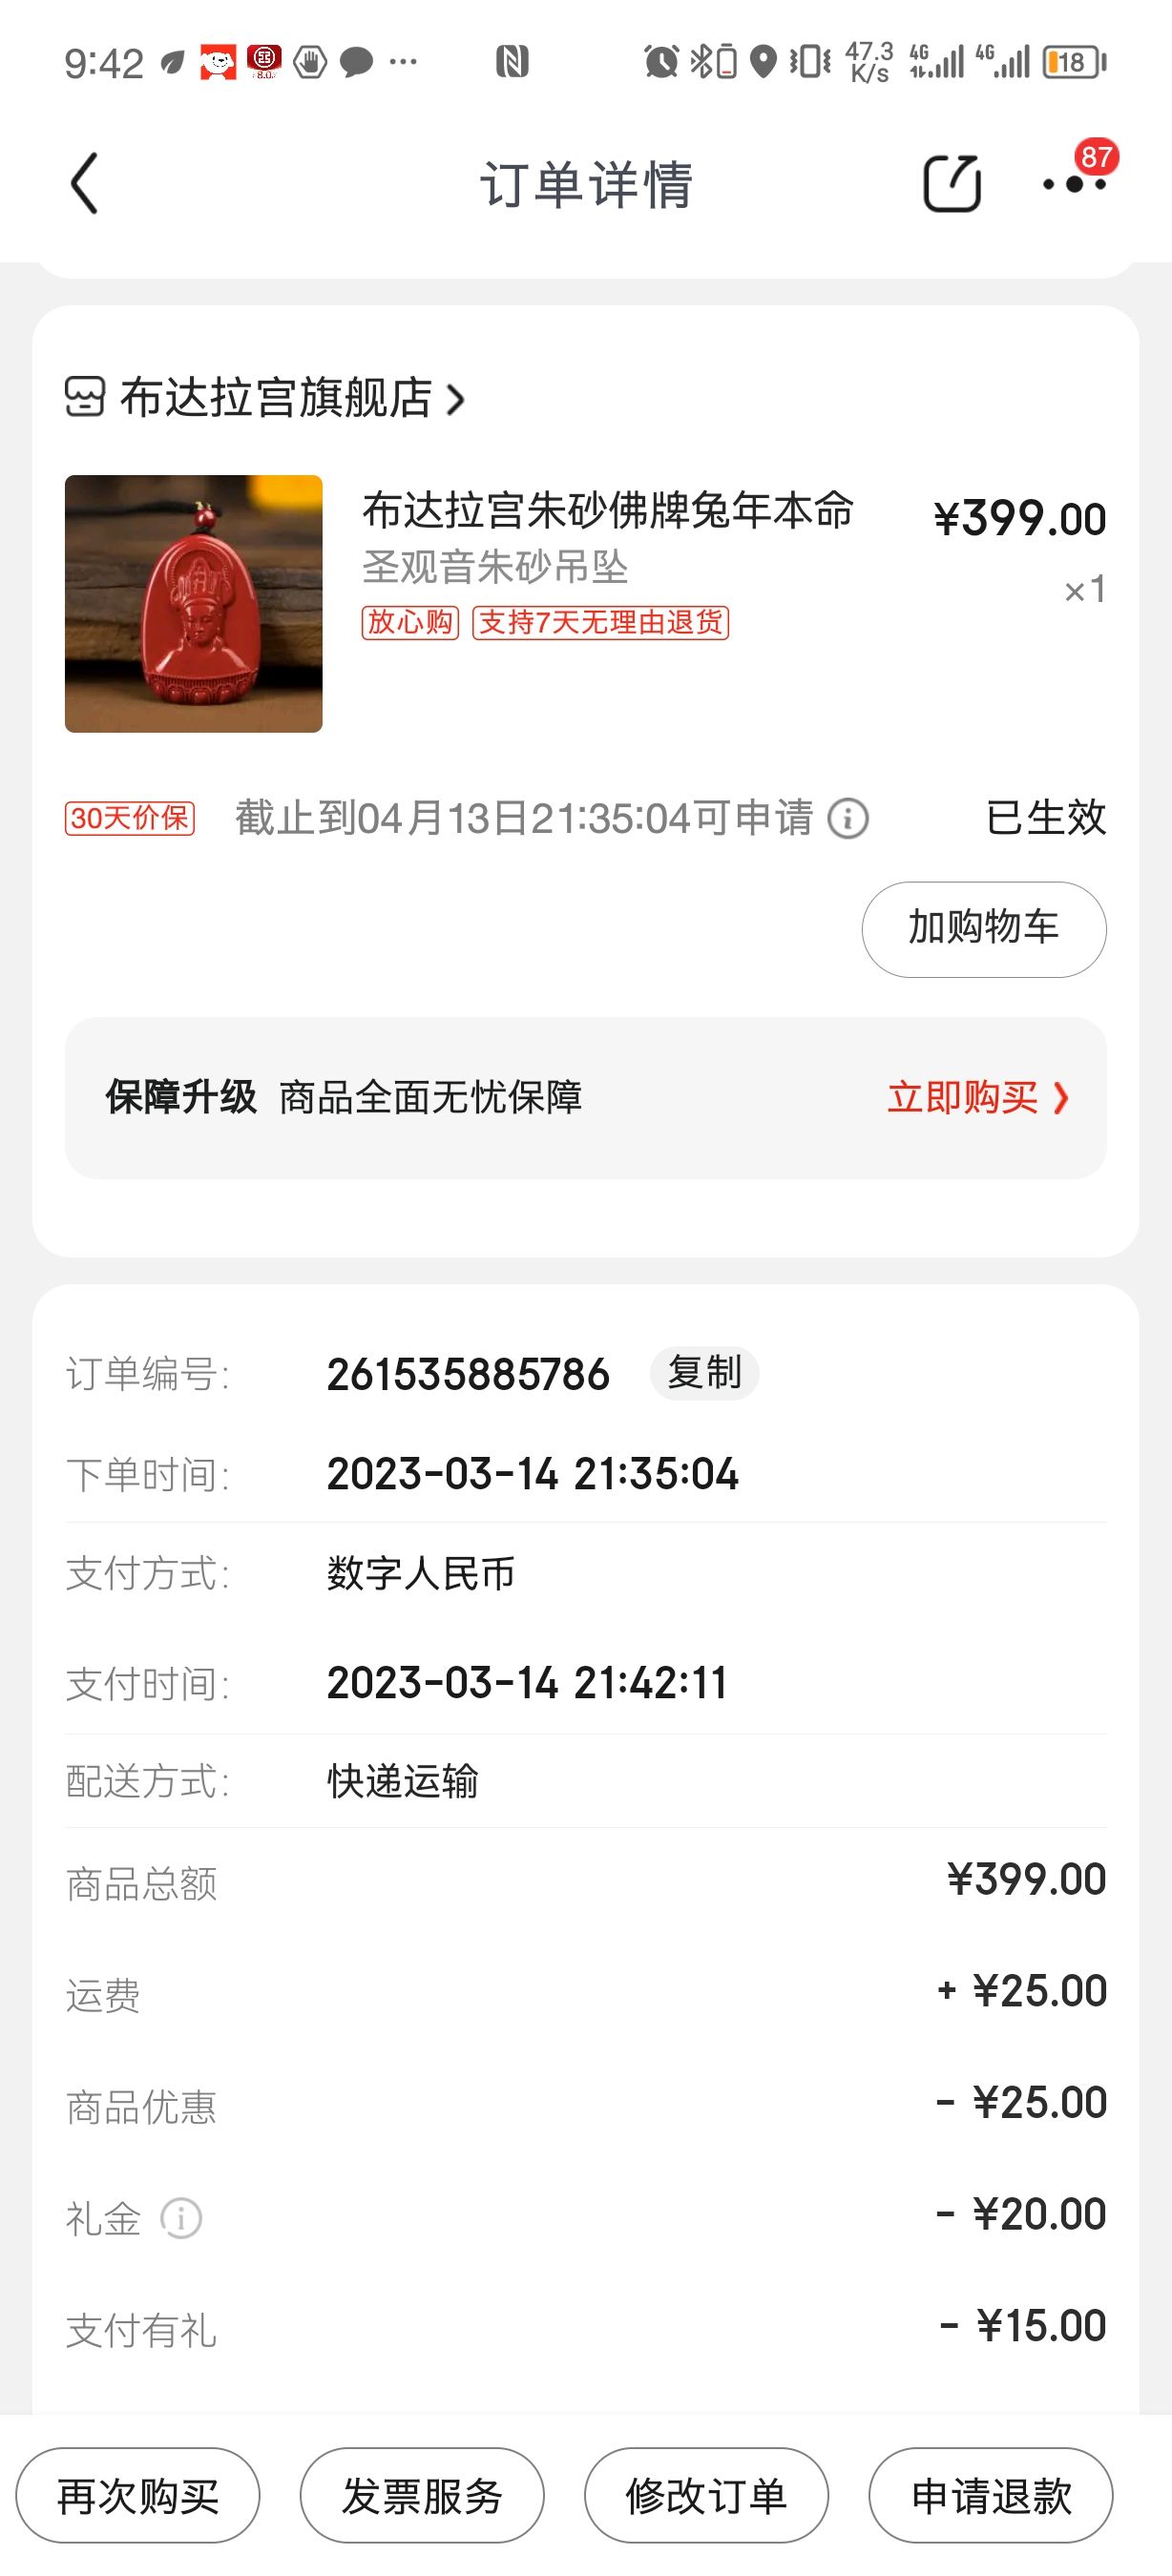 9:42
8.0
47.3
K/s
4G
4G
18
订单详情
87
布达拉宫旗舰店
布达拉宫朱砂佛牌兔年本命
¥399.00
圣观音朱砂吊坠
×1
放心购 支持7天无理由退货
30天价保 截止到04月13日21:35:04可申请 已生效
加购物车
保障升级 商品全面无忧保障 立即购买
订单编号: 261535885786 复制
下单时间: 2023-03-14 21:35:04
支付方式: 数字人民币
支付时间: 2023-03-14 21:42:11
配送方式: 快递运输
商品总额 ¥399.00
运费 + ¥25.00
商品优惠 - ¥25.00
礼金 - ¥20.00
支付有礼 - ¥15.00
再次购买 发票服务 修改订单 申请退款